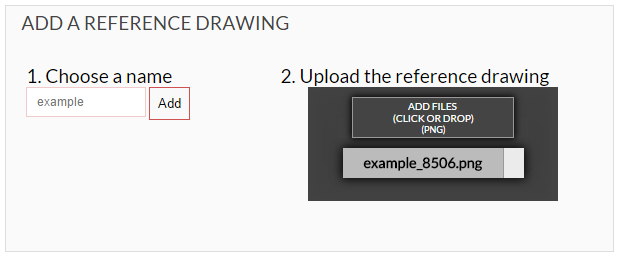 ADD A REFERENCE DRAWING
1. Choose a name
example
Add
2. Upload the reference drawing
ADD FILES
(CLICK OR DROP)
(PNG)
example_8506.png